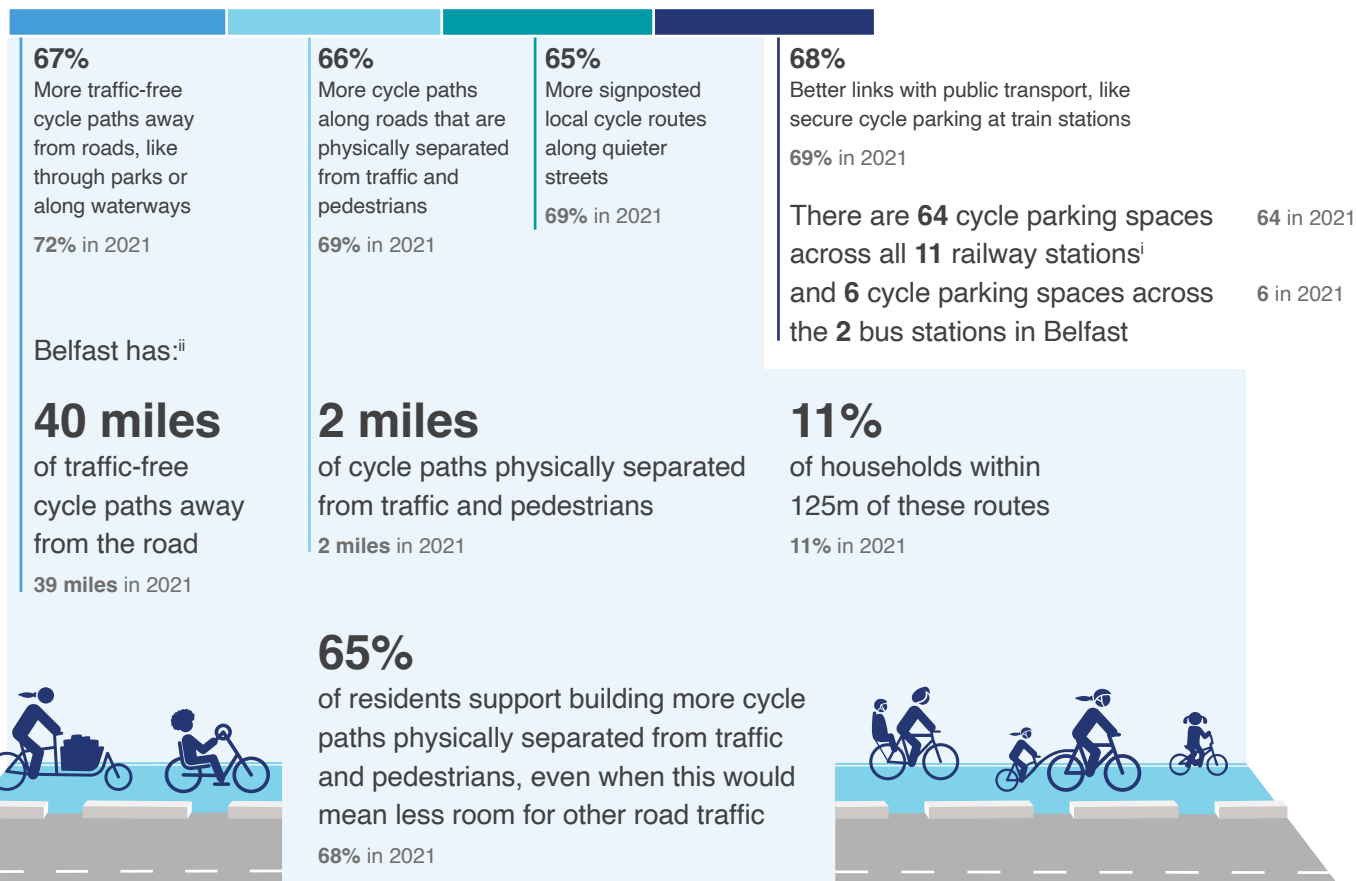 67%
More traffic-free
cycle paths away
from roads, like
through parks or
along waterways
72% in 2021
66%
More cycle paths
along roads that are
physically separated
from traffic and
pedestrians
69% in 2021
65%
More signposted
local cycle routes
along quieter
streets
69% in 2021
68%
Better links with public transport, like
secure cycle parking at train stations
69% in 2021
There are 64 cycle parking spaces
across all 11 railway stationsⁱ
64 in 2021
and 6 cycle parking spaces across
the 2 bus stations in Belfast
6 in 2021
Belfast has:ⁱⁱ
40 miles
of traffic-free
cycle paths away
from the road
39 miles in 2021
2 miles
of cycle paths physically separated
from traffic and pedestrians
2 miles in 2021
11%
of households within
125m of these routes
11% in 2021
65%
of residents support building more cycle
paths physically separated from traffic
and pedestrians, even when this would
mean less room for other road traffic
68% in 2021